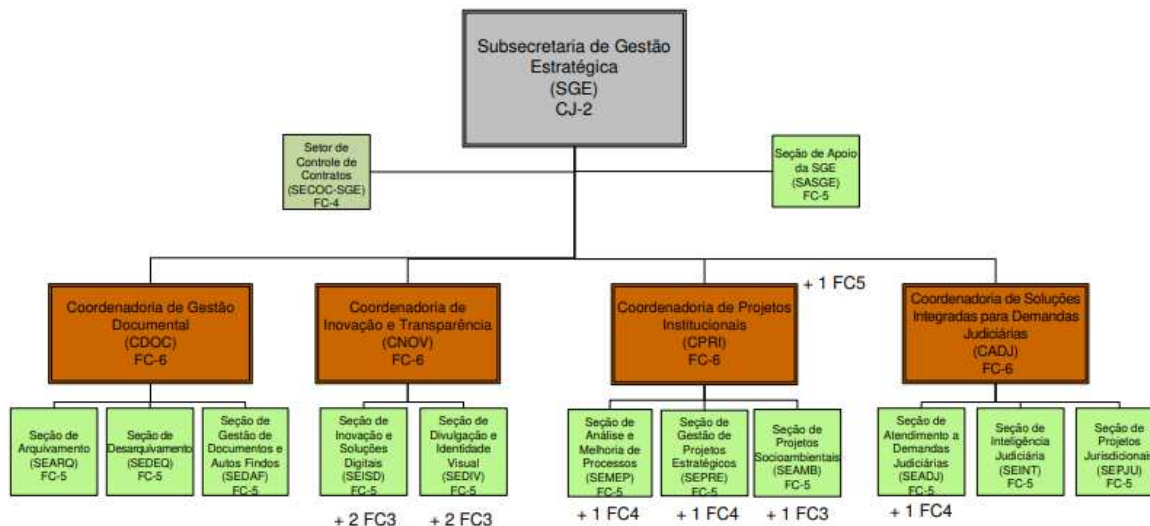 Subsecretaria de Gestão
Estratégica
(SGE)
CJ-2
Setor de
Controle de
Contratos
(SECOC-SGE)
FC-4
Seção de Apoio
da SGE
(SASGE)
FC-5
Coordenadoria de Gestão
Documental
(CDOC)
FC-6
Coordenadoria de
Inovação e Transparência
(CNOV)
FC-6
Coordenadoria de Projetos
Institucionais
(CPRI)
FC-6
+ 1 FC5
Coordenadoria de Soluções
Integradas para Demandas
Judiciárias
(CADJ)
FC-6
Seção de
Arquivamento
(SEARQ)
FC-5
Seção de
Desarquivamento
(SEDEQ)
FC-5
Seção de
Gestão de
Documentos e
Autos Findos
(SEDAF)
FC-5
Seção de
Inovação e
Soluções
Digitais
(SEISD)
FC-5
+ 2 FC3
Seção de
Divulgação e
Identidade
Visual
(SEDIV)
FC-5
+ 2 FC3
Seção de
Análise e
Melhoria de
Processos
(SEMEP)
FC-5
+ 1 FC4
Seção de
Gestão de
Projetos
Estratégicos
(SEPRE)
FC-5
+ 1 FC4
Seção de
Projetos
Socioambientais
(SEAMB)
FC-5
+ 1 FC3
Seção de
Atendimento a
Demandas
Judiciárias
(SEADJ)
FC-5
+ 1 FC4
Seção de
Inteligência
Judiciária
(SEINT)
FC-5
Seção de
Projetos
Jurisdicionais
(SEPJU)
FC-5